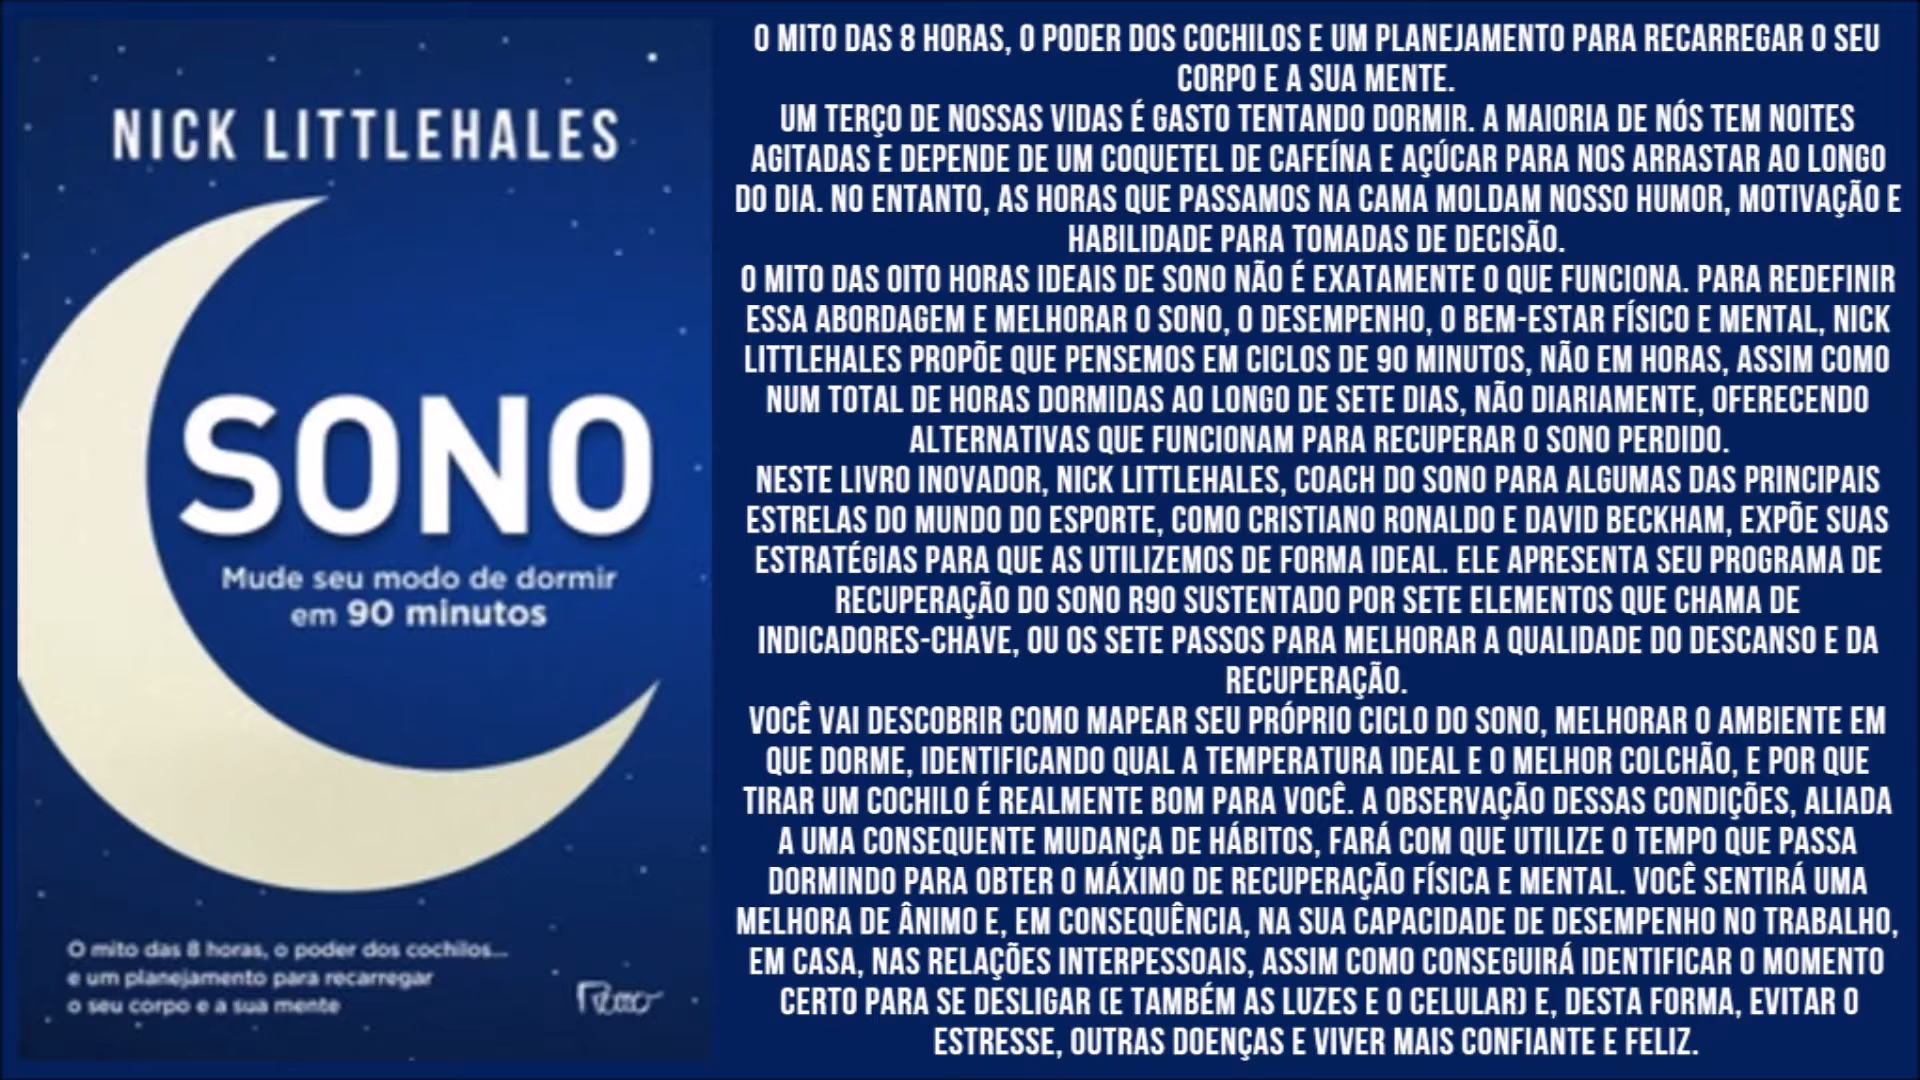 NICK LITTLEHALES
SONO
Mude seu modo de dormir
em 90 minutos
O mito das 8 horas, o poder dos cochilos...
e um planejamento para recarregar
o seu corpo e a sua mente
O MITO DAS 8 HORAS, O PODER DOS COCHILOS E UM PLANEJAMENTO PARA RECARREGAR O SEU
CORPO E A SUA MENTE.
UM TERÇO DE NOSSAS VIDAS É GASTO TENTANDO DORMIR. A MAIORIA DE NÓS TEM NOITES
AGITADAS E DEPENDE DE UM COQUETEL DE CAFEÍNA E AÇÚCAR PARA NOS ARRASTAR AO LONGO
DO DIA. NO ENTANTO, AS HORAS QUE PASSAMOS NA CAMA MOLDAM NOSSO HUMOR, MOTIVAÇÃO E
HABILIDADE PARA TOMADAS DE DECISÃO.
O MITO DAS OITO HORAS IDEAIS DE SONO NÃO É EXATAMENTE O QUE FUNCIONA. PARA REDEFINIR
ESSA ABORDAGEM E MELHORAR O SONO, O DESEMPENHO, O BEM-ESTAR FÍSICO E MENTAL, NICK
LITTLEHALES PROPÕE QUE PENSEMOS EM CICLOS DE 90 MINUTOS, NÃO EM HORAS, ASSIM COMO
NUM TOTAL DE HORAS DORMIDAS AO LONGO DE SETE DIAS, NÃO DIARIAMENTE, OFERECENDO
ALTERNATIVAS QUE FUNCIONAM PARA RECUPERAR O SONO PERDIDO.
NESTE LIVRO INOVADOR, NICK LITTLEHALES, COACH DO SONO PARA ALGUMAS DAS PRINCIPAIS
ESTRELAS DO MUNDO DO ESPORTE, COMO CRISTIANO RONALDO E DAVID BECKHAM, EXPÕE SUAS
ESTRATÉGIAS PARA QUE AS UTILIZEMOS DE FORMA IDEAL. ELE APRESENTA SEU PROGRAMA DE
RECUPERAÇÃO DO SONO R90 SUSTENTADO POR SETE ELEMENTOS QUE CHAMA DE
INDICADORES-CHAVE, OU OS SETE PASSOS PARA MELHORAR A QUALIDADE DO DESCANSO E DA
RECUPERAÇÃO.
VOCÊ VAI DESCOBRIR COMO MAPEAR SEU PRÓPRIO CICLO DO SONO, MELHORAR O AMBIENTE EM
QUE DORME, IDENTIFICANDO QUAL A TEMPERATURA IDEAL E O MELHOR COLCHÃO, E POR QUE
TIRAR UM COCHILO É REALMENTE BOM PARA VOCÊ. A OBSERVAÇÃO DESSAS CONDIÇÕES, ALIADA
A UMA CONSEQUENTE MUDANÇA DE HÁBITOS, FARÁ COM QUE UTILIZE O TEMPO QUE PASSA
DORMINDO PARA OBTER O MÁXIMO DE RECUPERAÇÃO FÍSICA E MENTAL. VOCÊ SENTIRÁ UMA
MELHORA DE ÂNIMO E, EM CONSEQUÊNCIA, NA SUA CAPACIDADE DE DESEMPENHO NO TRABALHO,
EM CASA, NAS RELAÇÕES INTERPESSOAIS, ASSIM COMO CONSEGUIRÁ IDENTIFICAR O MOMENTO
CERTO PARA SE DESLIGAR (E TAMBÉM AS LUZES E O CELULAR) E, DESTA FORMA, EVITAR O
ESTRESSE, OUTRAS DOENÇAS E VIVER MAIS CONFIANTE E FELIZ.